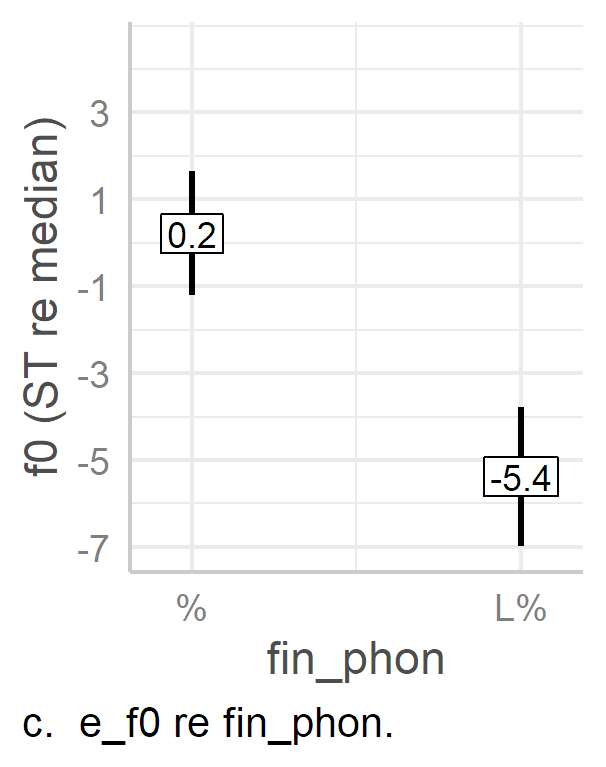 3
1
0.2
-1
-3
-5
-5.4
-7
f0 (ST re median)
% L%
fin_phon
c. e_f0 re fin_phon.